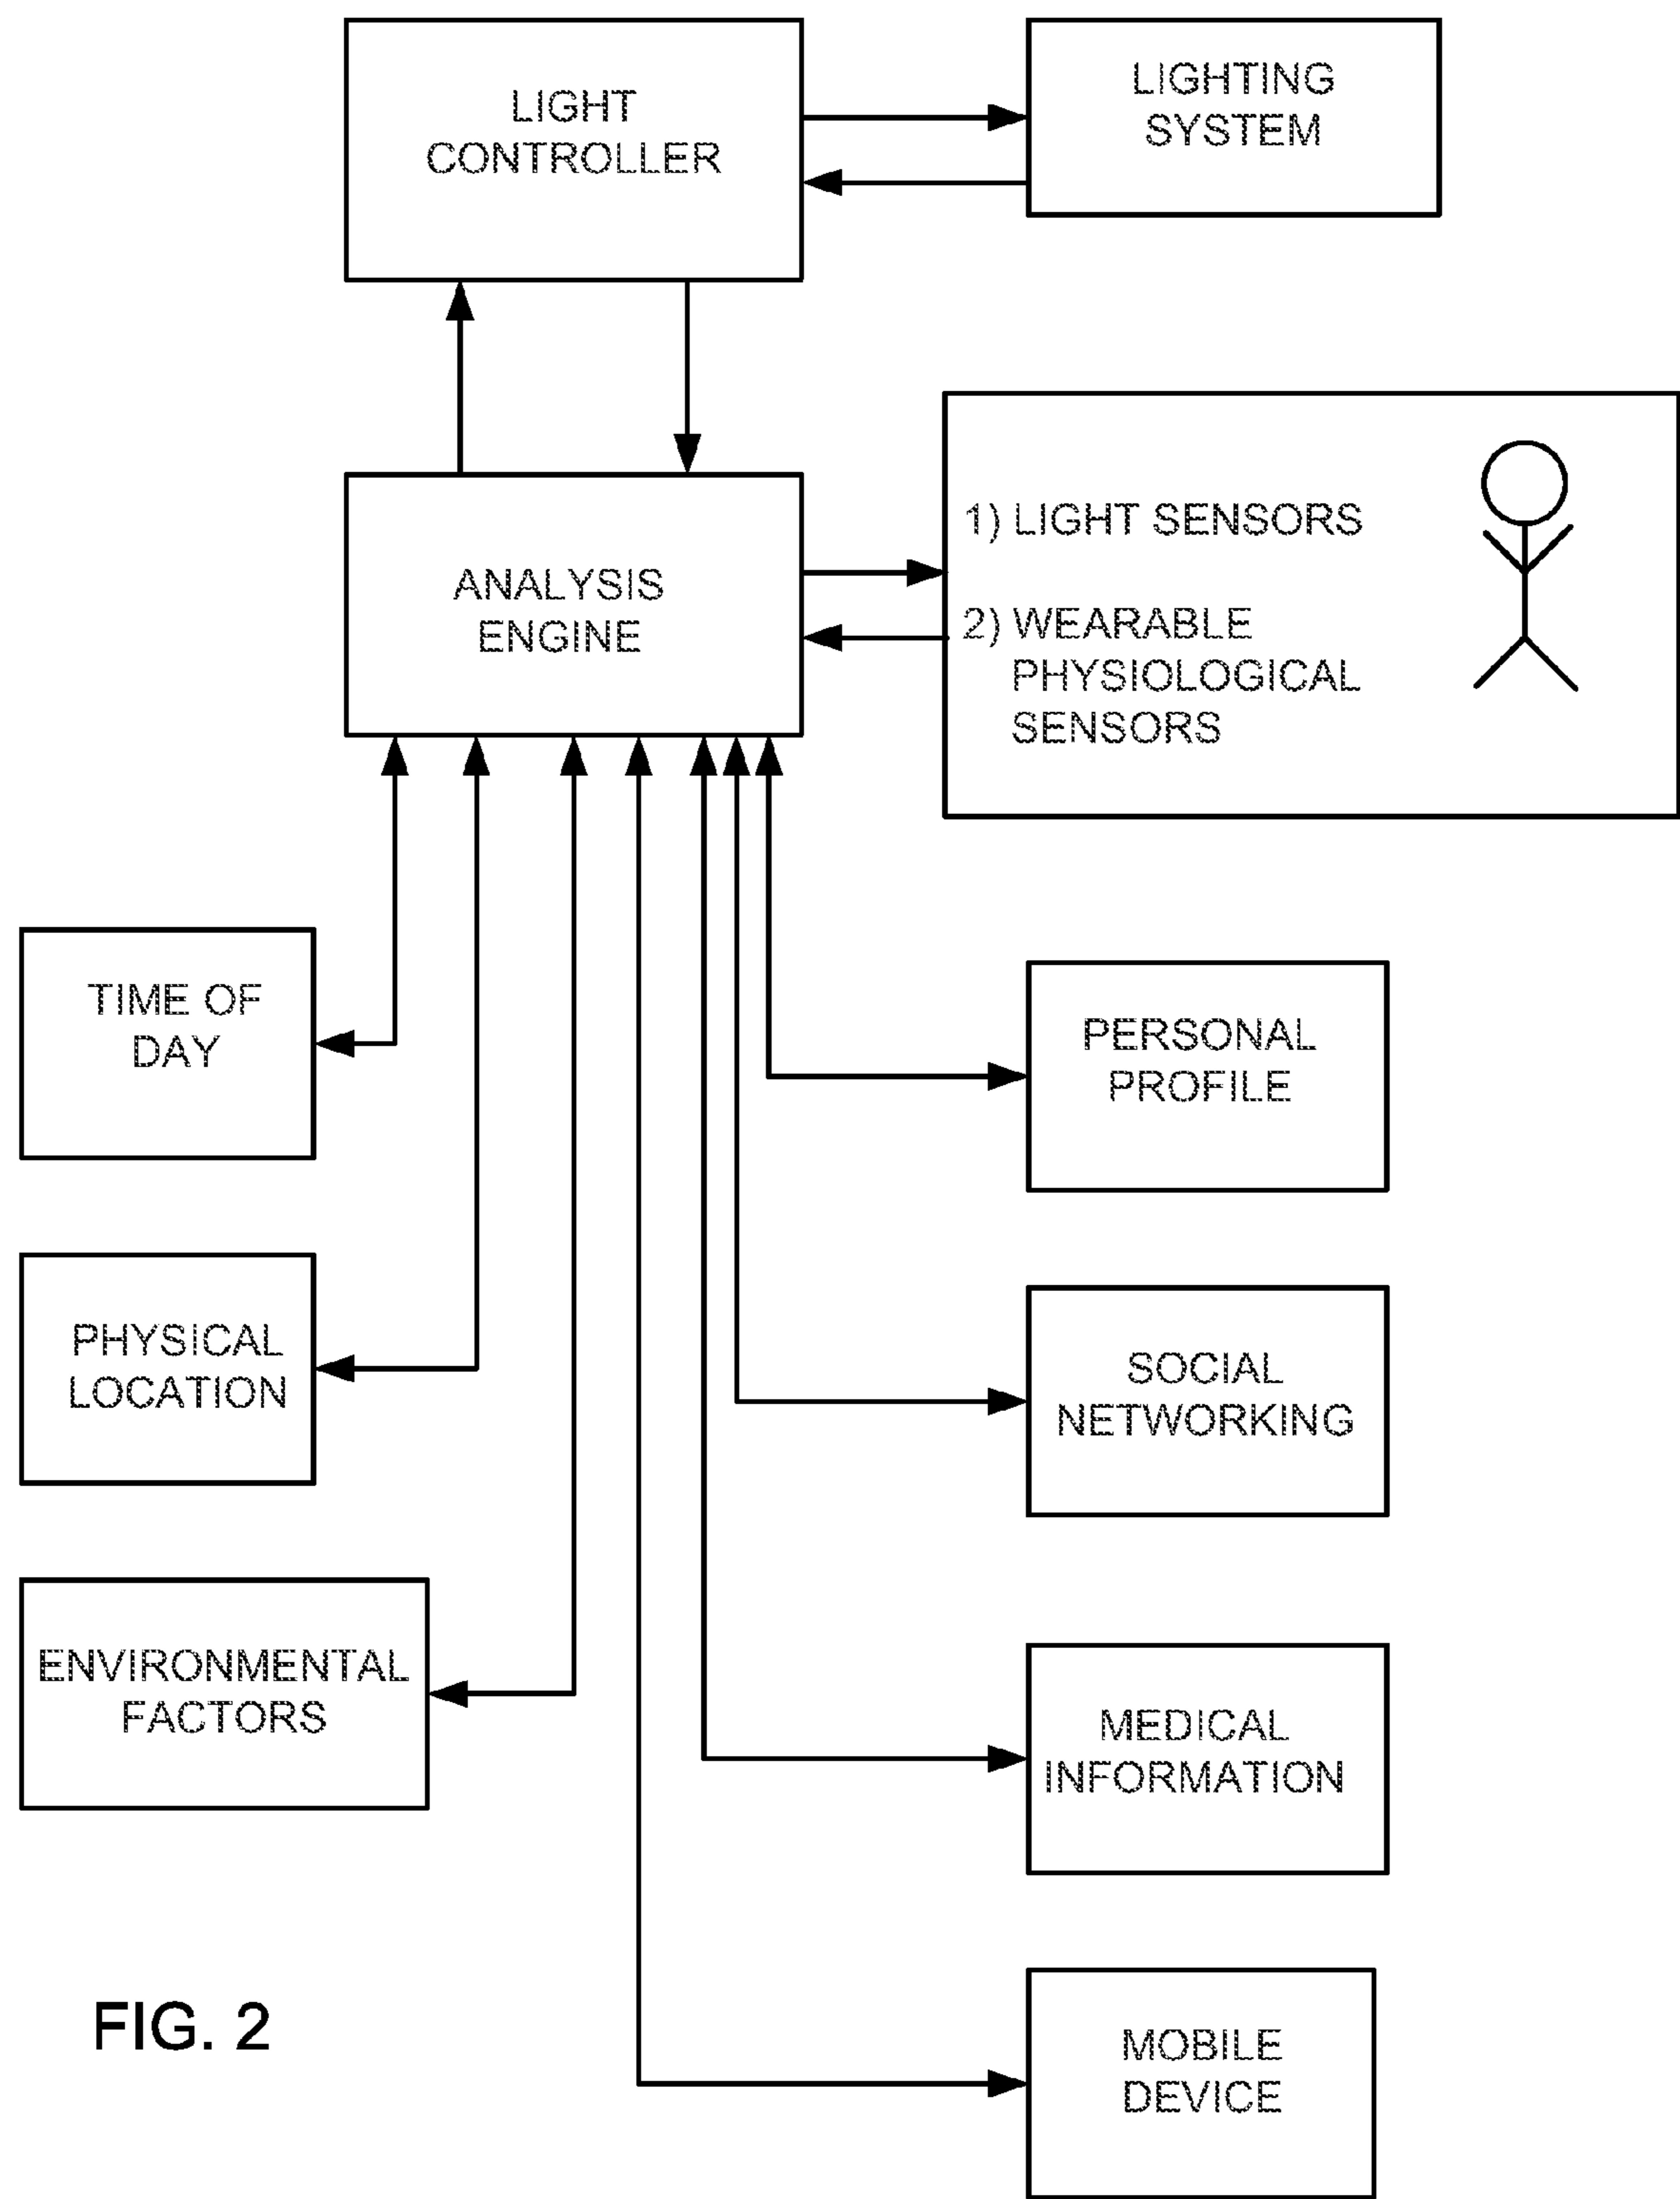 LIGHT
CONTROLLER
LIGHTING
SYSTEM
ANALYSIS
ENGINE
1) LIGHT SENSORS
2) WEARABLE
PHYSIOLOGICAL
SENSORS
TIME OF
DAY
PERSONAL
PROFILE
PHYSICAL
LOCATION
SOCIAL
NETWORKING
ENVIRONMENTAL
FACTORS
MEDICAL
INFORMATION
MOBILE
DEVICE
FIG. 2